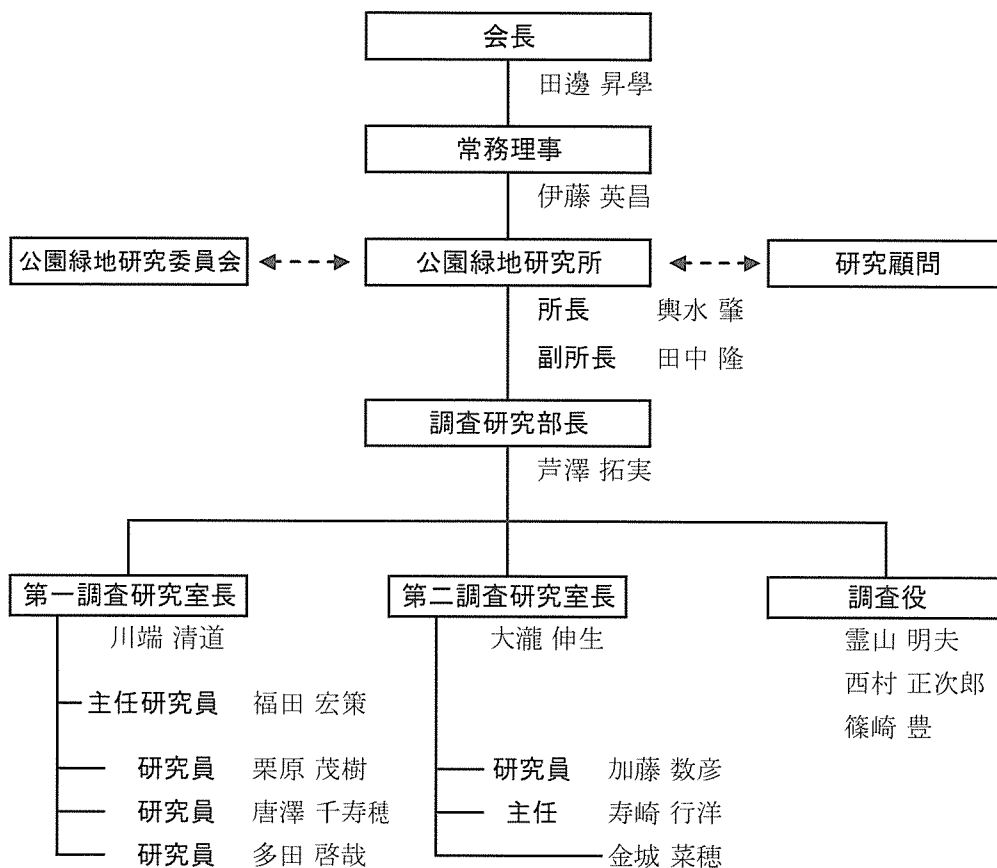 会長
田邊 昇學
常務理事
伊藤 英昌
公園緑地研究委員会
公園緑地研究所
研究顧問
所長 輿水 肇
副所長 田中 隆
調査研究部長
芦澤 拓実
第一調査研究室長
川端 清道
主任研究員 福田 宏策
研究員 栗原 茂樹
研究員 唐澤 千寿穂
研究員 多田 啓哉
第二調査研究室長
大瀧 伸生
研究員 加藤 数彦
主任 寿崎 行洋
金城 菜穂
調査役
霊山 明夫
西村 正次郎
篠崎 豊